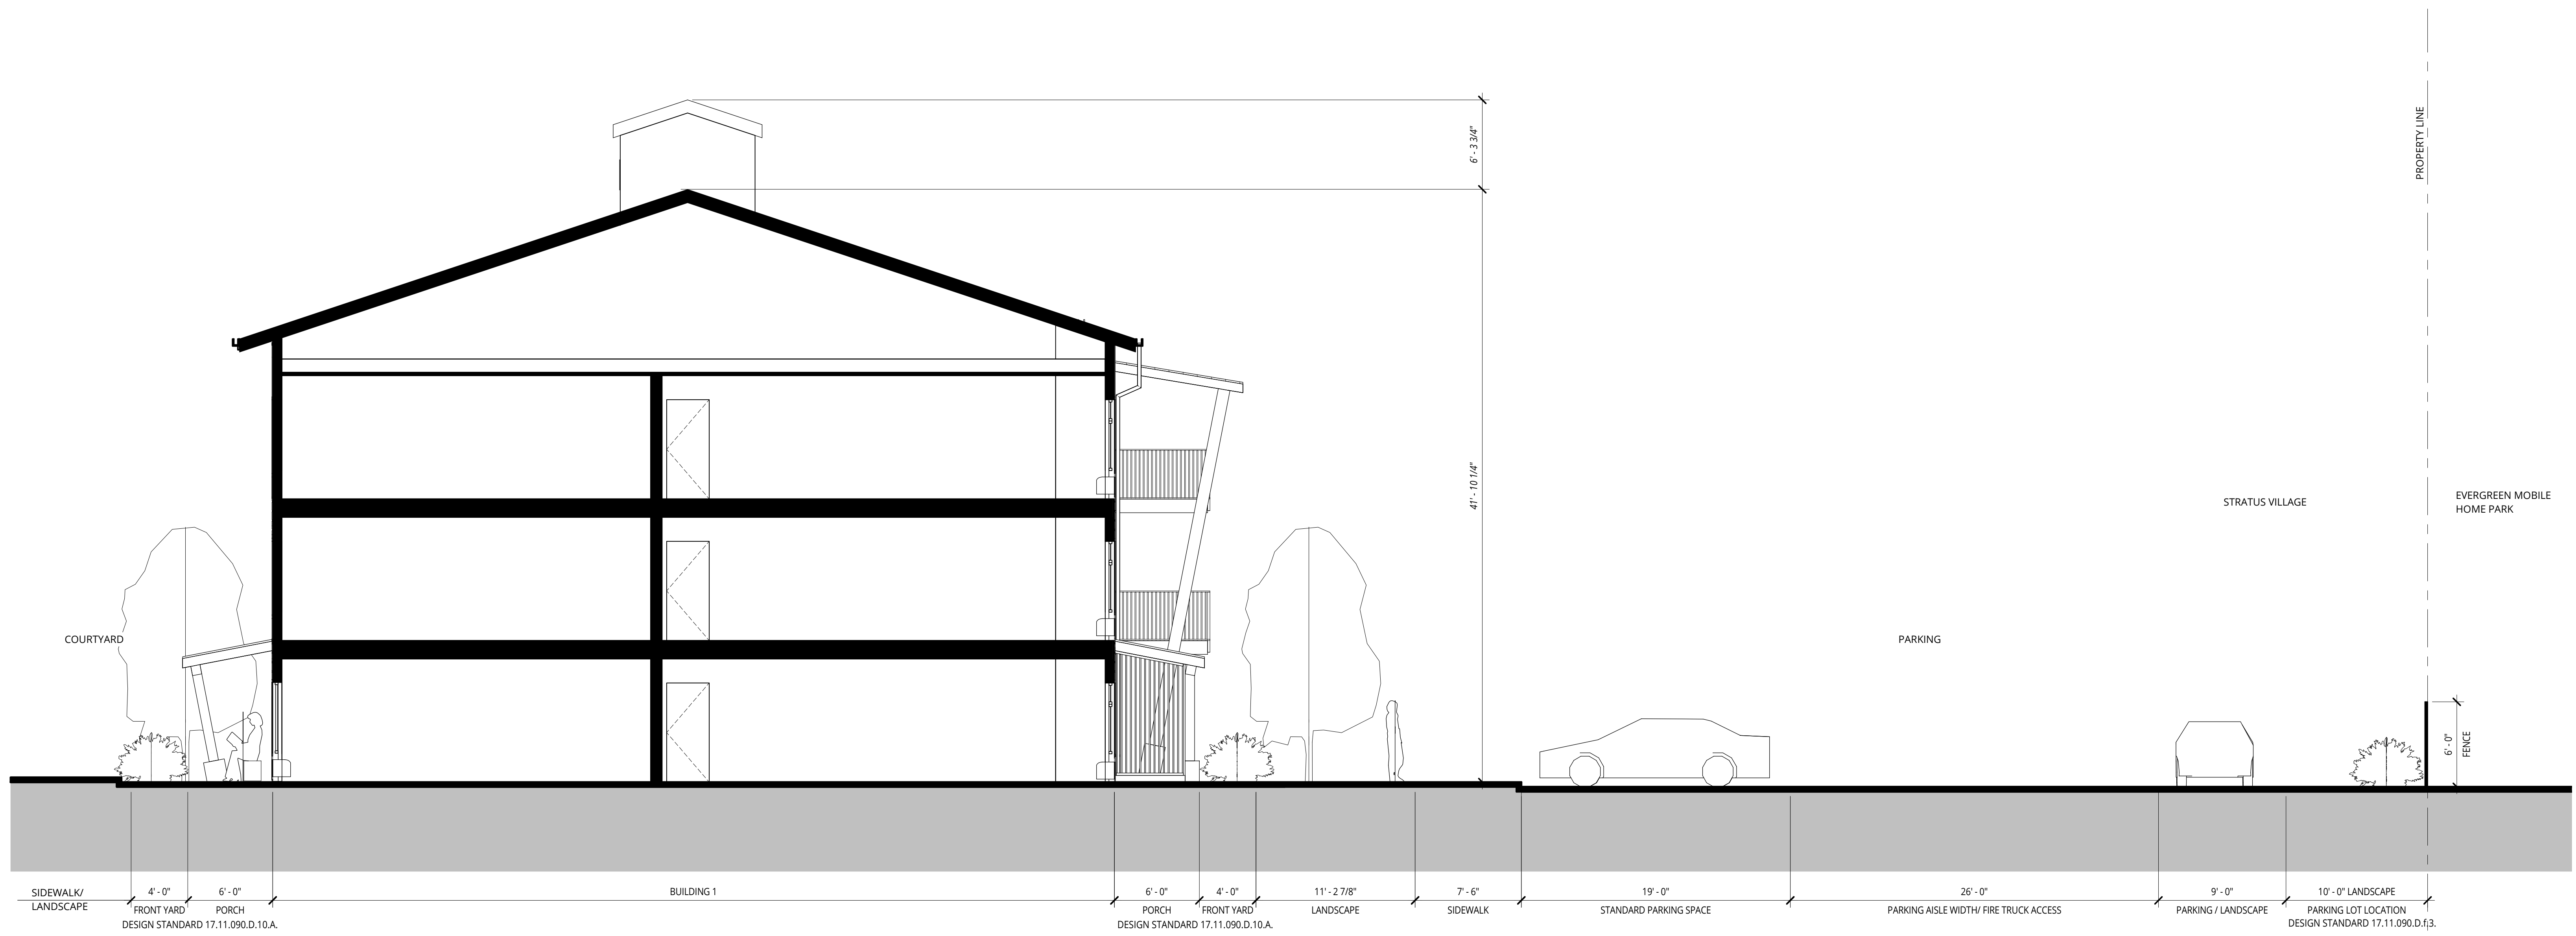 PROPERTY LINE
6' - 3 3/4"
41' - 10 1/4"
STRATUS VILLAGE
EVERGREEN MOBILE
HOME PARK
COURTYARD
PARKING
6' - 0"
FENCE
SIDEWALK/
LANDSCAPE
4' - 0"
FRONT YARD
6' - 0"
PORCH
DESIGN STANDARD 17.11.090.D.10.A.
BUILDING 1
6' - 0"
PORCH
4' - 0"
FRONT YARD
DESIGN STANDARD 17.11.090.D.10.A.
11' - 2 7/8"
LANDSCAPE
7' - 6"
SIDEWALK
19' - 0"
STANDARD PARKING SPACE
26' - 0"
PARKING AISLE WIDTH/ FIRE TRUCK ACCESS
9' - 0"
PARKING / LANDSCAPE
10' - 0" LANDSCAPE
PARKING LOT LOCATION
DESIGN STANDARD 17.11.090.D.f.3.